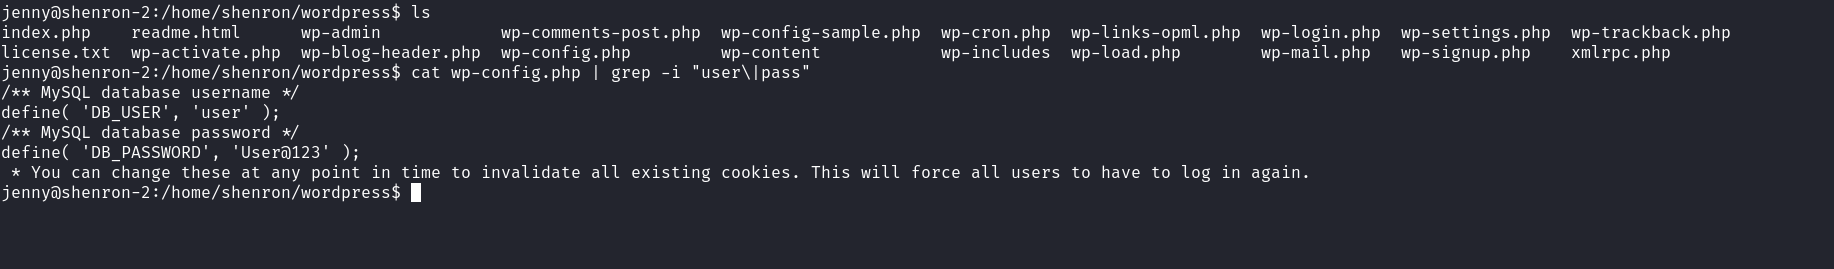 jenny@shenron-2:/home/shenron/wordpress$ ls
index.php    readme.html      wp-admin            wp-comments-post.php  wp-config-sample.php  wp-cron.php  wp-links-opml.php  wp-login.php  wp-settings.php  wp-trackback.php
license.txt  wp-activate.php  wp-blog-header.php  wp-config.php         wp-content            wp-includes  wp-load.php        wp-mail.php   wp-signup.php    xmlrpc.php
jenny@shenron-2:/home/shenron/wordpress$ cat wp-config.php | grep -i "user\|pass"
/** MySQL database username */
define( 'DB_USER', 'user' );
/** MySQL database password */
define( 'DB_PASSWORD', 'User@123' );
 * You can change these at any point in time to invalidate all existing cookies. This will force all users to have to log in again.
jenny@shenron-2:/home/shenron/wordpress$